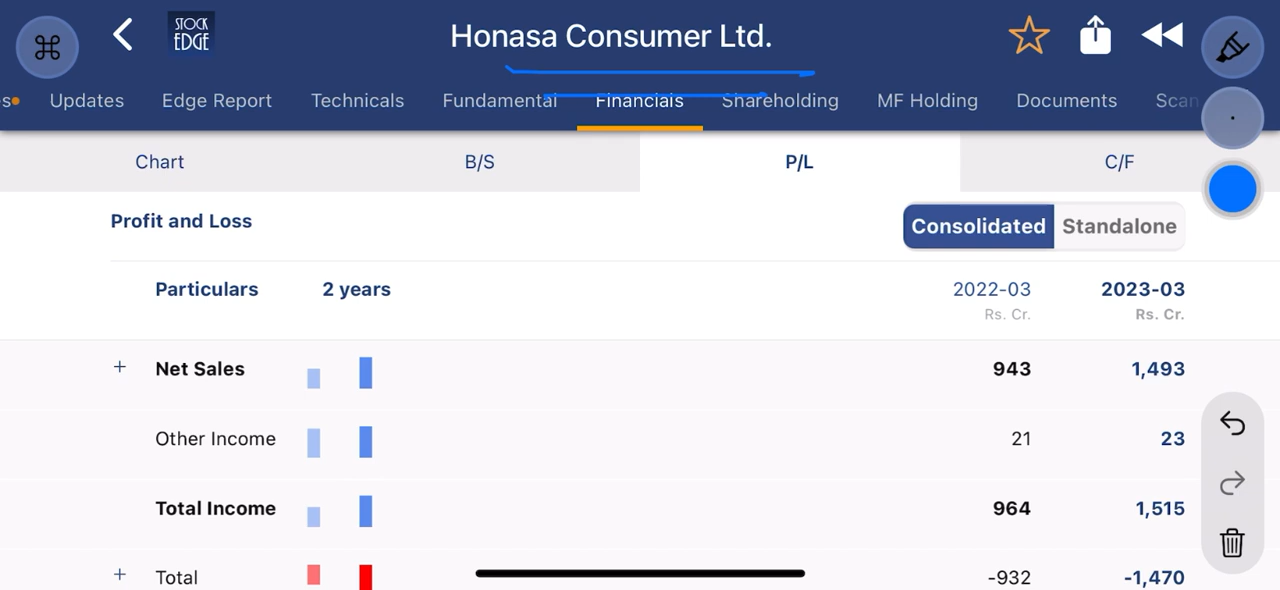 STOCK EDGE
Honasa Consumer Ltd.
Updates Edge Report Technicals Fundamental Financials Shareholding MF Holding Documents Scan
Chart B/S P/L C/F
Profit and Loss Consolidated Standalone
Particulars 2 years 2022-03 2023-03
Rs. Cr. Rs. Cr.
+ Net Sales 943 1,493
Other Income 21 23
Total Income 964 1,515
+ Total -932 -1,470